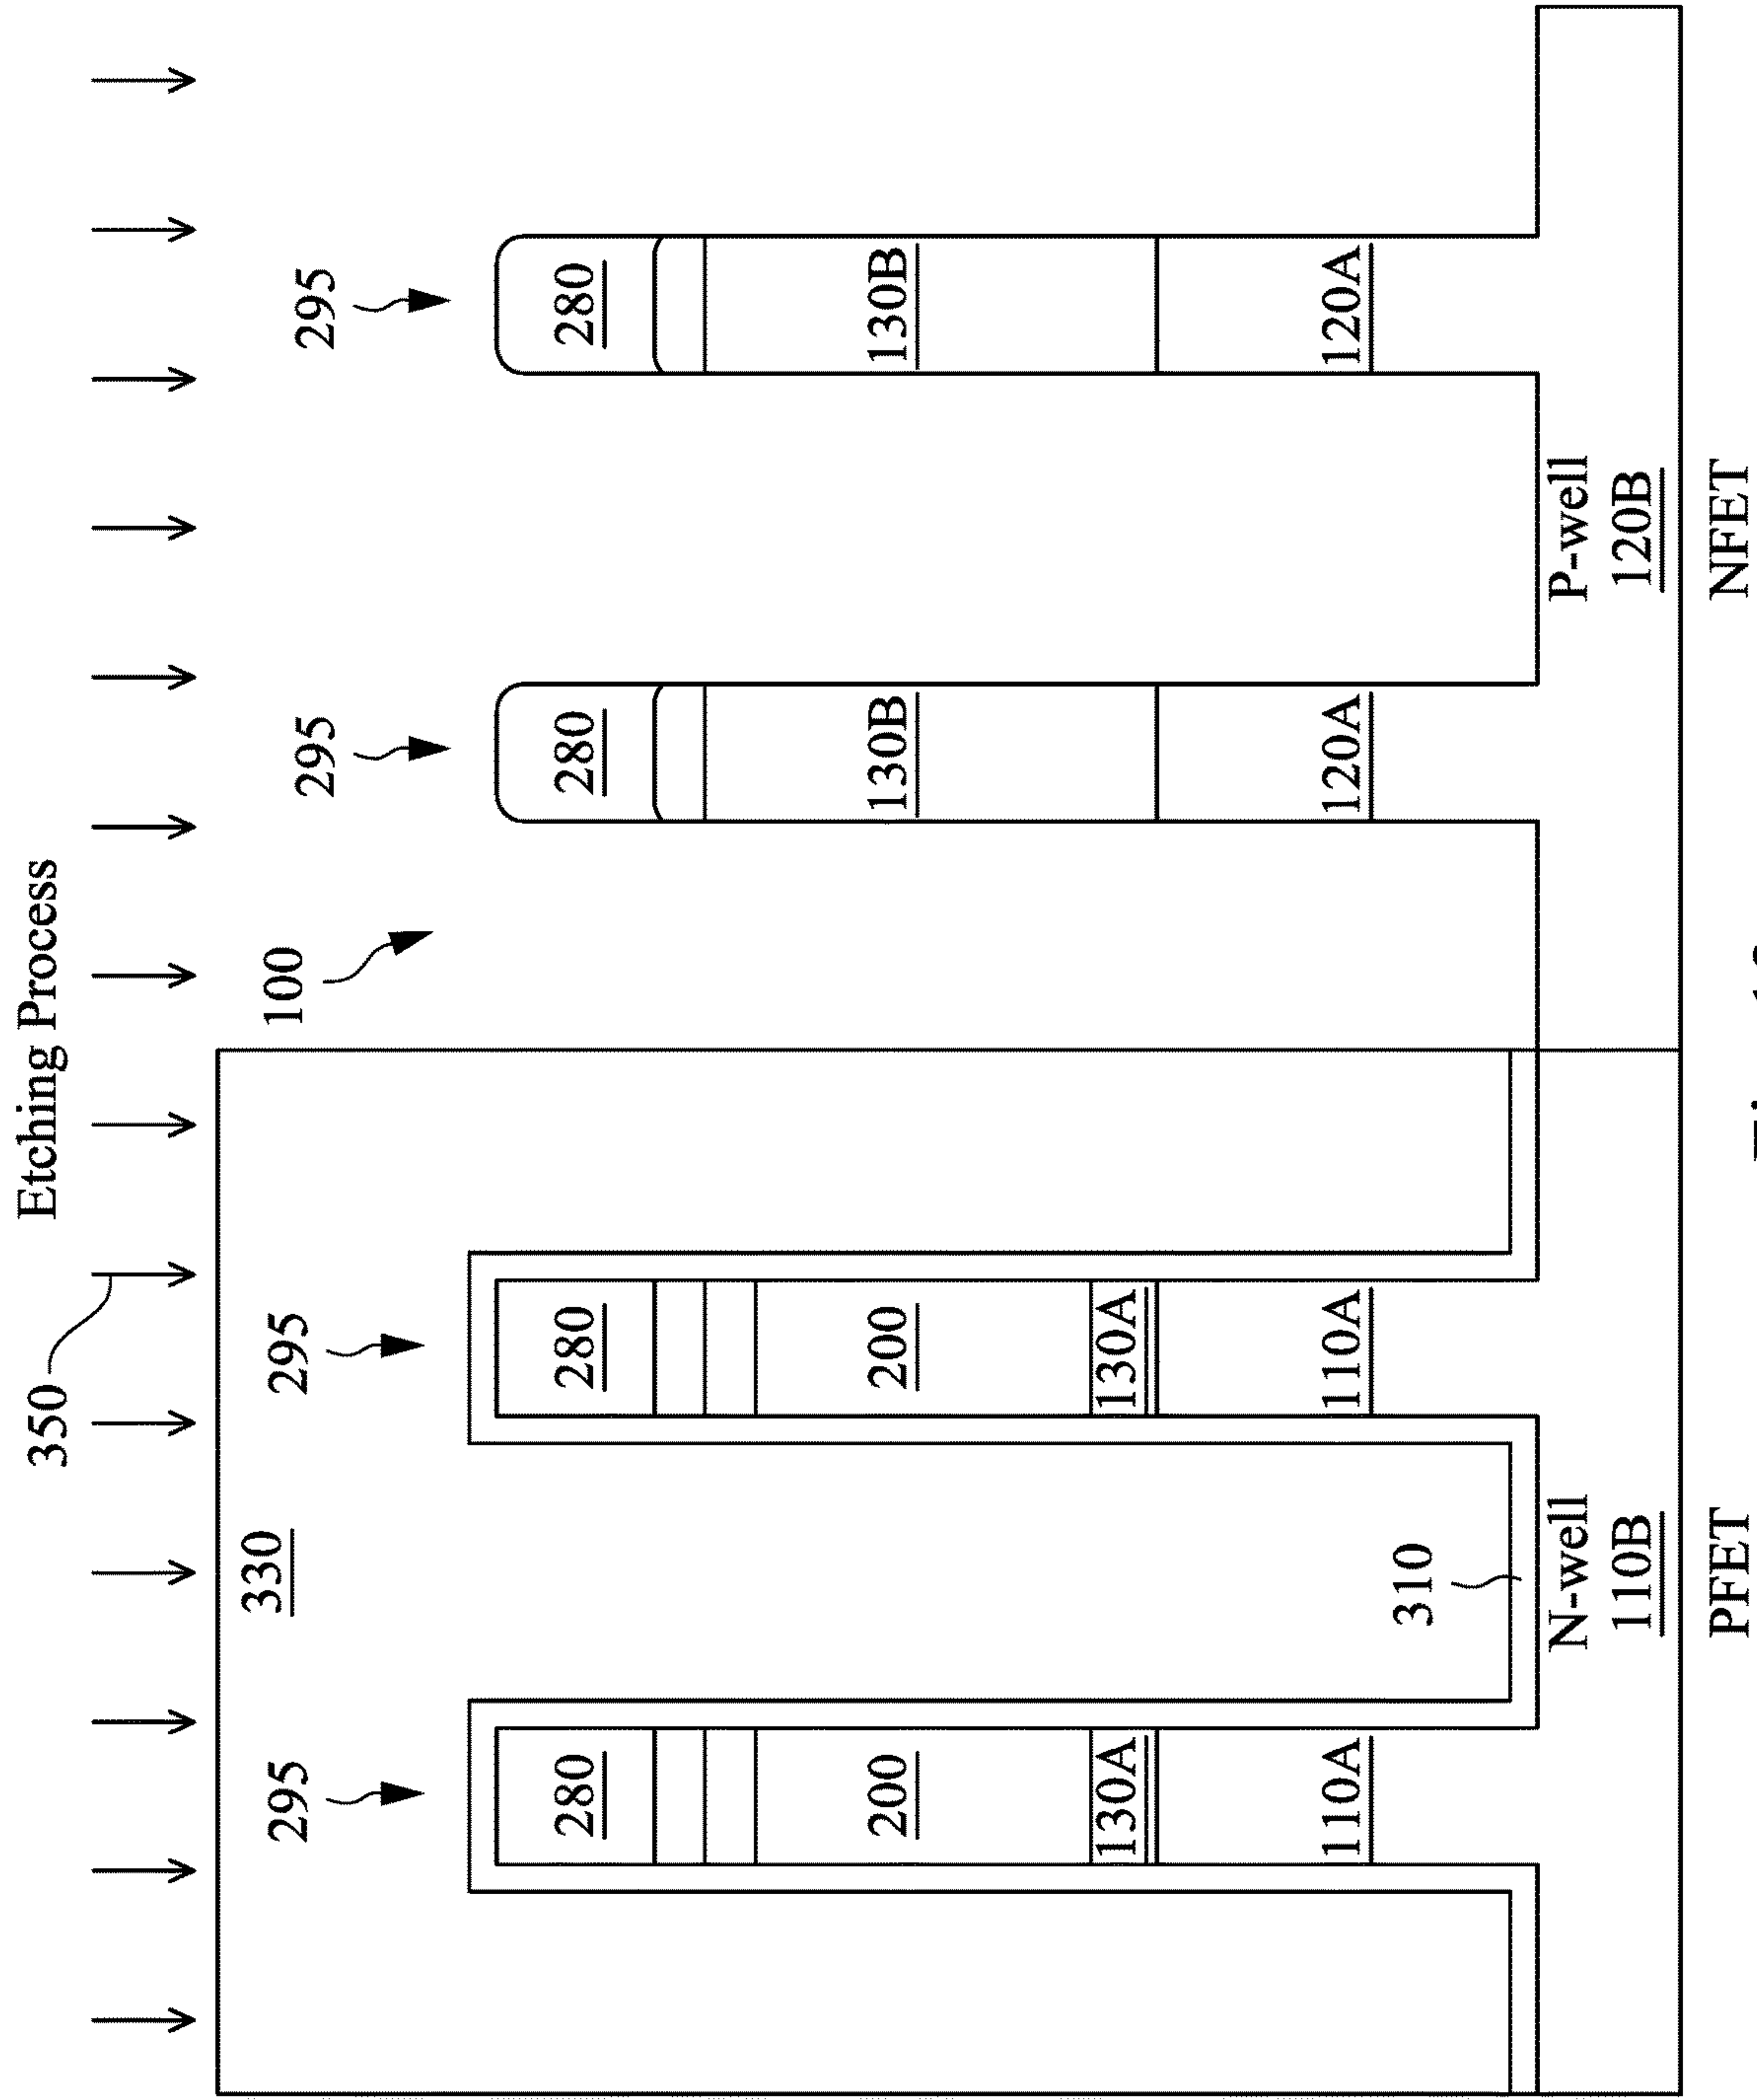 Etching Process
350
330
100
295
295
295
295
280
280
280
280
200
200
130B
130B
130A
130A
110A
110A
120A
120A
310
N-well
P-well
110B
120B
PFET
NFET